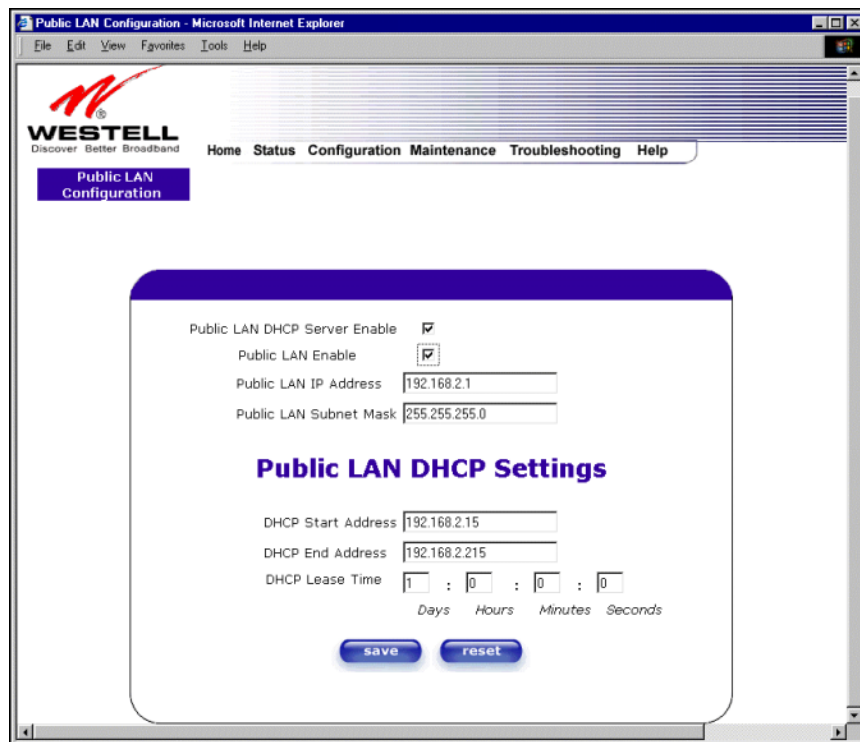 Public LAN Configuration - Microsoft Internet Explorer
File Edit View Favorites Tools Help
WESTELL
®
Discover Better Broadband
Home Status Configuration Maintenance Troubleshooting Help
Public LAN
Configuration
Public LAN DHCP Server Enable
Public LAN Enable
Public LAN IP Address 192.168.2.1
Public LAN Subnet Mask 255.255.255.0
Public LAN DHCP Settings
DHCP Start Address 192.168.2.15
DHCP End Address 192.168.2.215
DHCP Lease Time 1 : 0 : 0 : 0
Days Hours Minutes Seconds
save reset